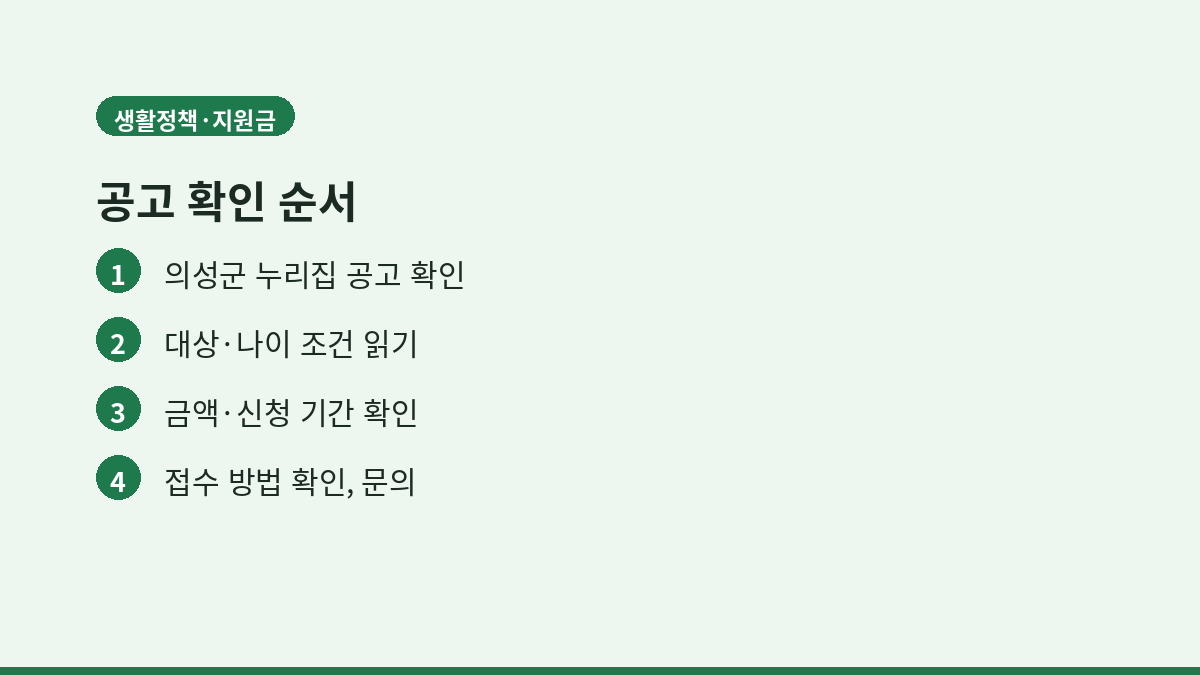 생활정책·지원금
공고 확인 순서
1 의성군 누리집 공고 확인
2 대상·나이 조건 읽기
3 금액·신청 기간 확인
4 접수 방법 확인, 문의